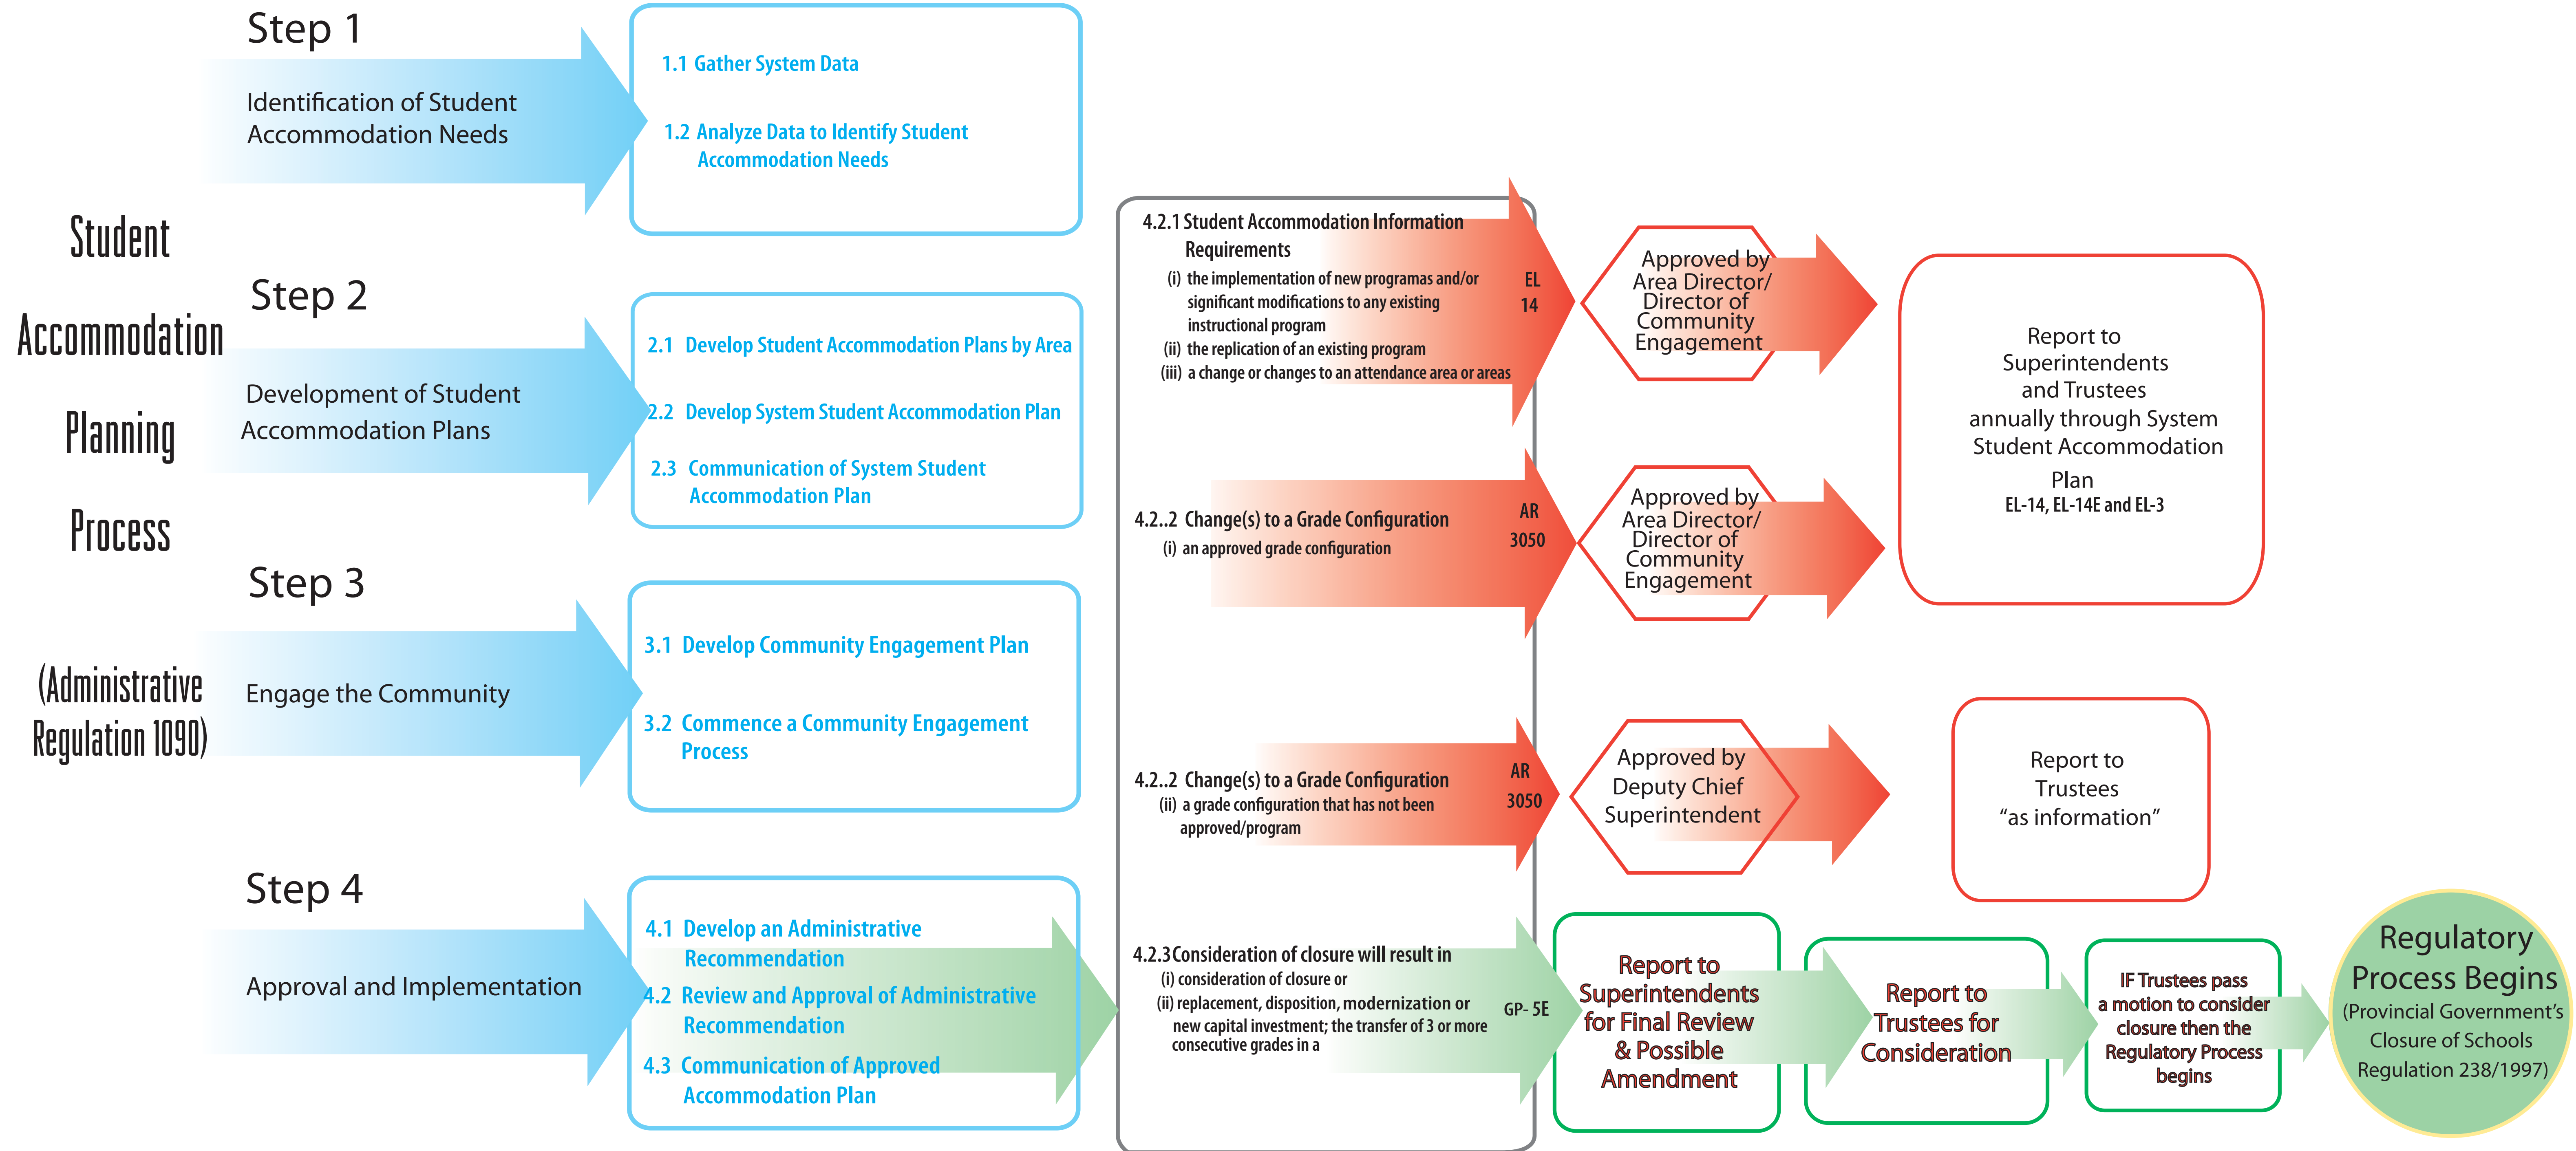 Student
Accommodation
Planning
Process
(Administrative
Regulation 1090)
Step 1
Identification of Student
Accommodation Needs
1.1 Gather System Data
1.2 Analyze Data to Identify Student
Accommodation Needs
Step 2
Development of Student
Accommodation Plans
2.1 Develop Student Accommodation Plans by Area
2.2 Develop System Student Accommodation Plan
2.3 Communication of System Student
Accommodation Plan
Step 3
Engage the Community
3.1 Develop Community Engagement Plan
3.2 Commence a Community Engagement
Process
Step 4
Approval and Implementation
4.1 Develop an Administrative
Recommendation
4.2 Review and Approval of Administrative
Recommendation
4.3 Communication of Approved
Accommodation Plan
4.2.1 Student Accommodation Information
Requirements
(i) the implementation of new programas and/or
significant modifications to any existing
instructional program
(ii) the replication of an existing program
(iii) a change or changes to an attendance area or areas
EL
14
Approved by
Area Director/
Director of
Community
Engagement
4.2..2 Change(s) to a Grade Configuration
(i) an approved grade configuration
AR
3050
Approved by
Area Director/
Director of
Community
Engagement
Report to
Superintendents
and Trustees
annually through System
Student Accommodation
Plan
EL-14, EL-14E and EL-3
4.2..2 Change(s) to a Grade Configuration
(ii) a grade configuration that has not been
approved/program
AR
3050
Approved by
Deputy Chief
Superintendent
Report to
Trustees
“as information”
4.2.3Consideration of closure will result in
(i) consideration of closure or
(ii) replacement, disposition, modernization or
new capital investment; the transfer of 3 or more
consecutive grades in a
GP- 5E
Report to
Superintendents
for Final Review
& Possible
Amendment
Report to
Trustees for
Consideration
IF Trustees pass
a motion to consider
closure then the
Regulatory Process
begins
Regulatory
Process Begins
(Provincial Government’s
Closure of Schools
Regulation 238/1997)